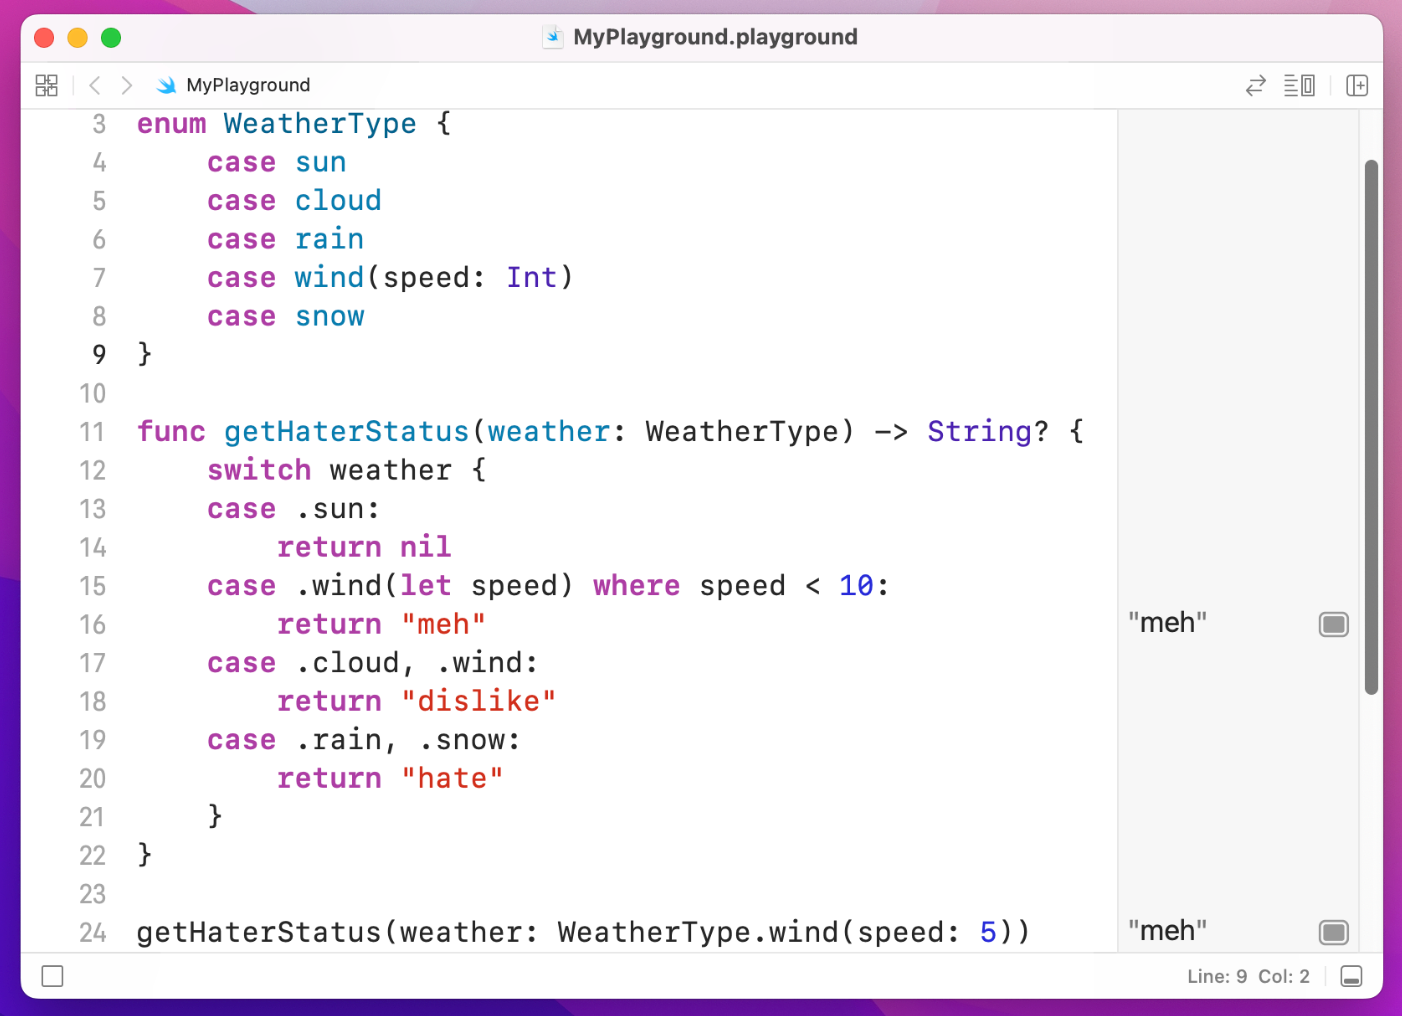 MyPlayground.playground
MyPlayground
3 enum WeatherType {
4     case sun
5     case cloud
6     case rain
7     case wind(speed: Int)
8     case snow
9 }
10
11 func getHaterStatus(weather: WeatherType) -> String? {
12     switch weather {
13     case .sun:
14         return nil
15     case .wind(let speed) where speed < 10:
16         return "meh" "meh"
17     case .cloud, .wind:
18         return "dislike"
19     case .rain, .snow:
20         return "hate"
21     }
22 }
23
24 getHaterStatus(weather: WeatherType.wind(speed: 5)) "meh"
Line: 9 Col: 2